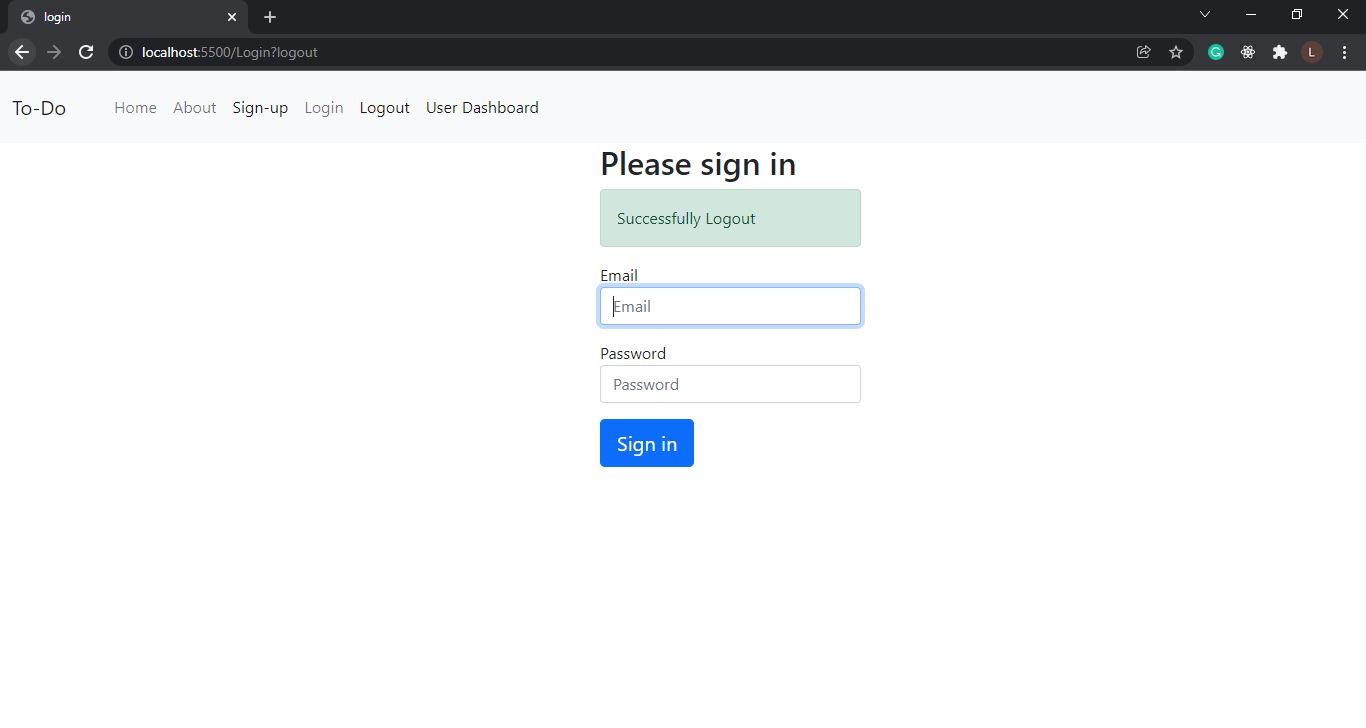 login
localhost:5500/Login?logout
G
L
To-Do Home About Sign-up Login Logout User Dashboard
Please sign in
Successfully Logout
Email
Email
Password
Password
Sign in